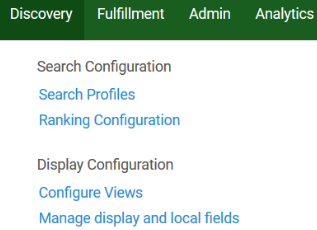 Discovery Fulfillment Admin Analytics
Search Configuration
Search Profiles
Ranking Configuration
Display Configuration
Configure Views
Manage display and local fields